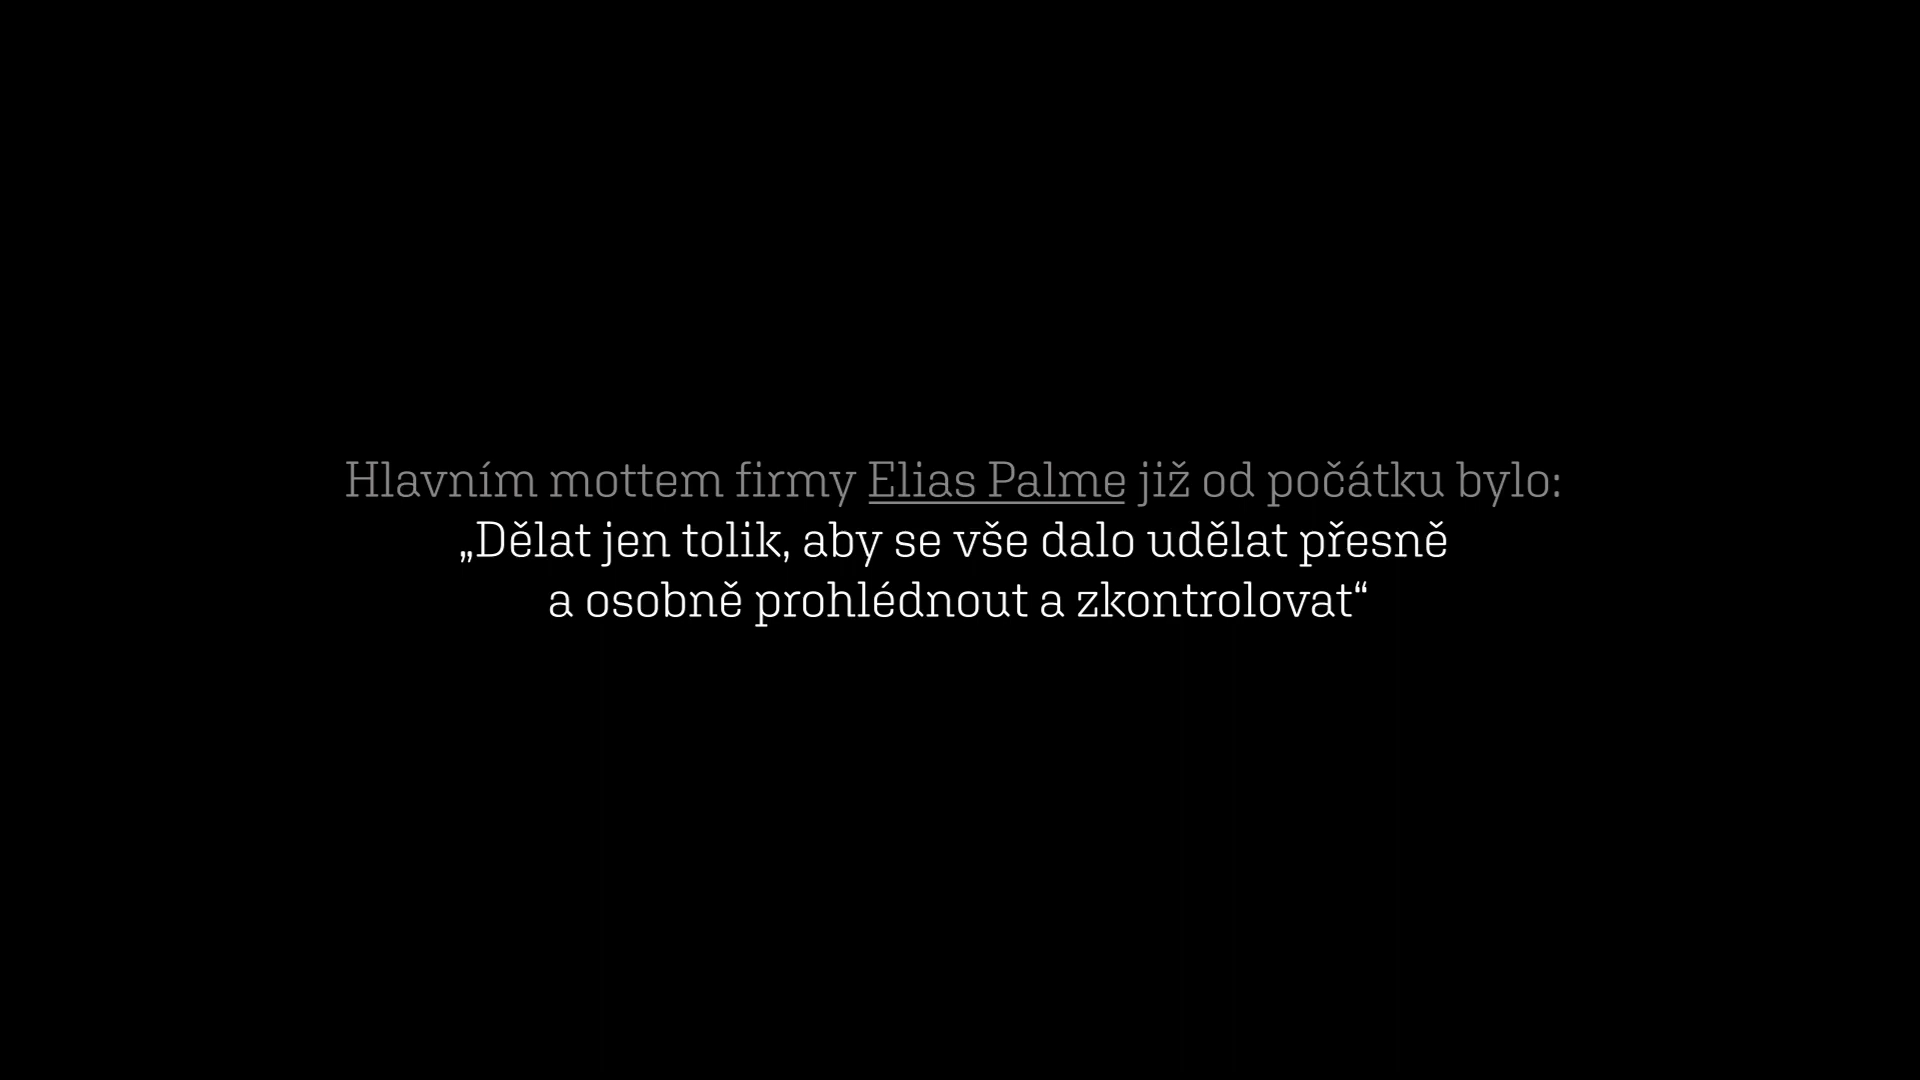 Hlavním mottem firmy Elias Palme již od počátku bylo:
„Dělat jen tolik, aby se vše dalo udělat přesně
a osobně prohlédnout a zkontrolovat“